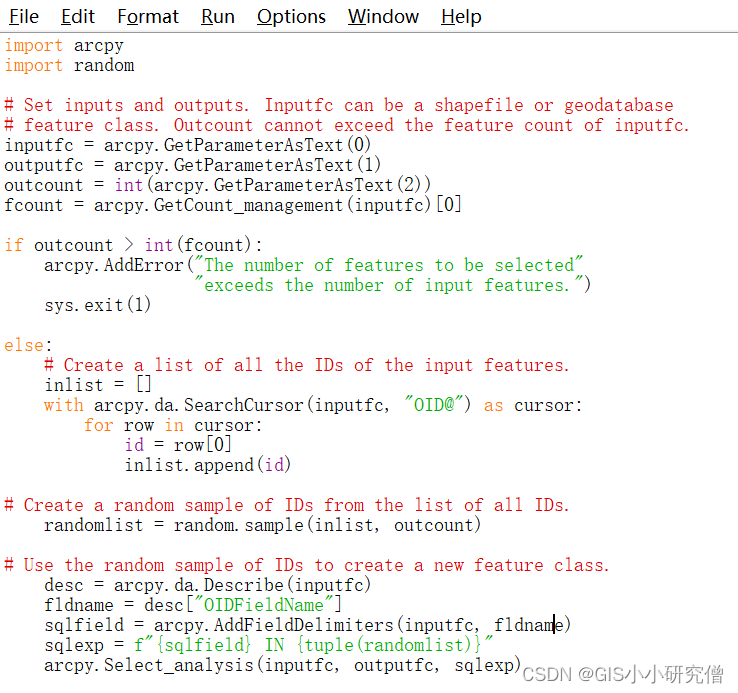 File Edit Format Run Options Window Help
import arcpy
import random

# Set inputs and outputs. Inputfc can be a shapefile or geodatabase
# feature class. Outcount cannot exceed the feature count of inputfc.
inputfc = arcpy.GetParameterAsText(0)
outputfc = arcpy.GetParameterAsText(1)
outcount = int(arcpy.GetParameterAsText(2))
fcount = arcpy.GetCount_management(inputfc)[0]

if outcount > int(fcount):
    arcpy.AddError("The number of features to be selected"
                   "exceeds the number of input features.")
    sys.exit(1)

else:
    # Create a list of all the IDs of the input features.
    inlist = []
    with arcpy.da.SearchCursor(inputfc, "OID@") as cursor:
        for row in cursor:
            id = row[0]
            inlist.append(id)

# Create a random sample of IDs from the list of all IDs.
    randomlist = random.sample(inlist, outcount)

# Use the random sample of IDs to create a new feature class.
    desc = arcpy.da.Describe(inputfc)
    fldname = desc["OIDFieldName"]
    sqlfield = arcpy.AddFieldDelimiters(inputfc, fldname)
    sqlexp = f"{sqlfield} IN {tuple(randomlist)}"
    arcpy.Select_analysis(inputfc, outputfc, sqlexp)
CSDN @GIS小小研究僧